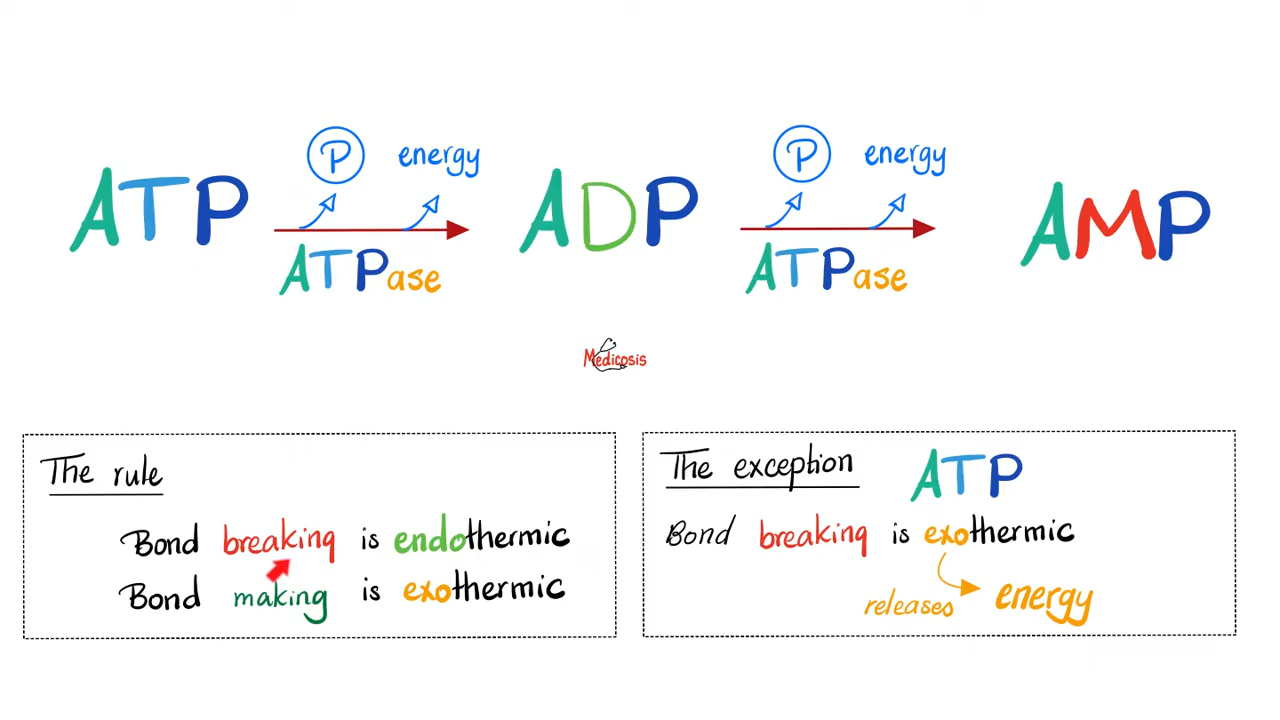 P energy P energy
ATP ADP AMP
ATPase ATPase
Medicosis
The rule
Bond breaking is endothermic
Bond making is exothermic
The exception ATP
Bond breaking is exothermic
releases energy